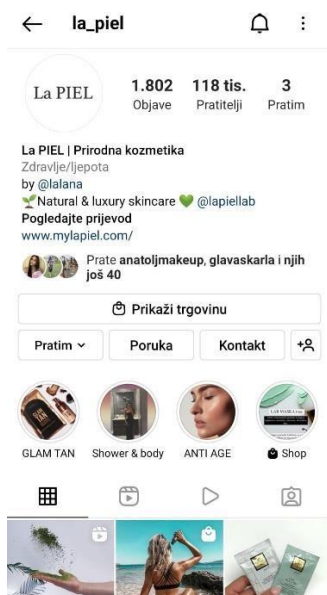 la_piel
La PIEL
1.802 118 tis. 3
Objave Pratitelji Pratim
La PIEL | Prirodna kozmetika
Zdravlje/ljepota
by @lalana
🌱Natural & luxury skincare 💚 @lapiellab
Pogledajte prijevod
www.mylapiel.com/
Prate anatoljmakeup, glavaskarla i njih
još 40
Prikaži trgovinu
Pratim Poruka Kontakt
GLAM TAN Shower & body ANTI AGE Shop